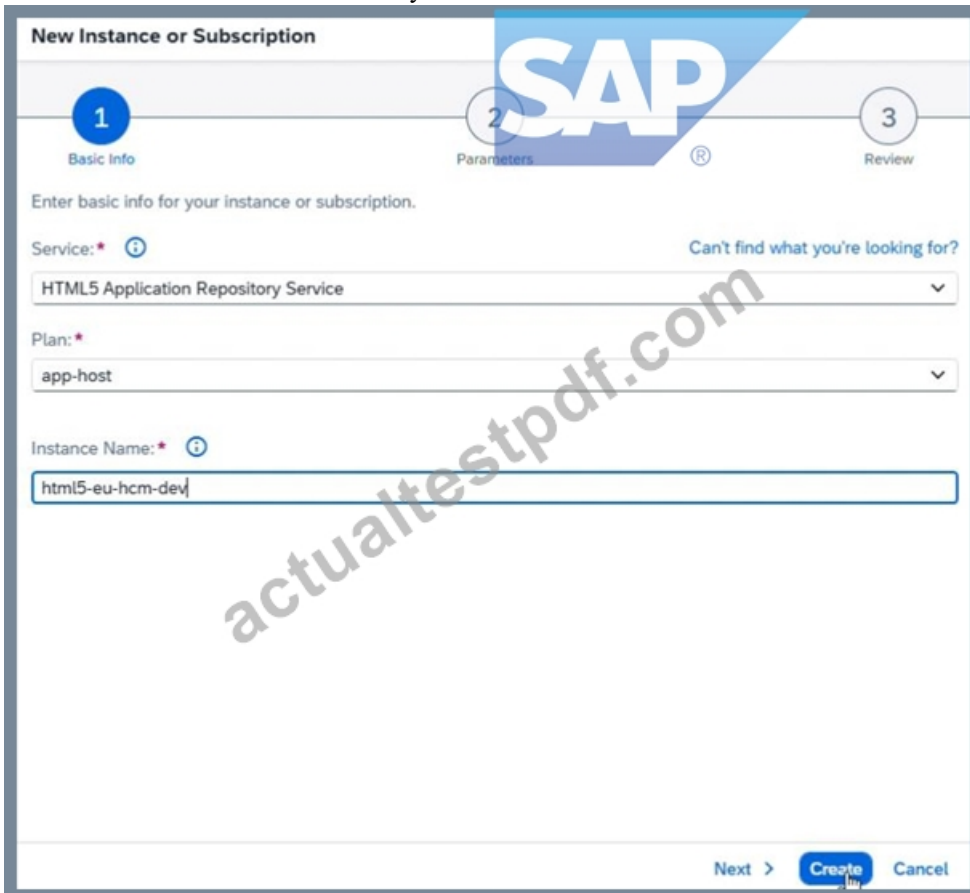 New Instance or Subscription
SAP
®
1
2
3
Basic Info
Parameters
Review
Enter basic info for your instance or subscription.
Service:*
Can't find what you're looking for?
HTML5 Application Repository Service
Plan:*
app-host
Instance Name:*
html5-eu-hcm-dev
actualtestpdf.com
Next >
Create
Cancel